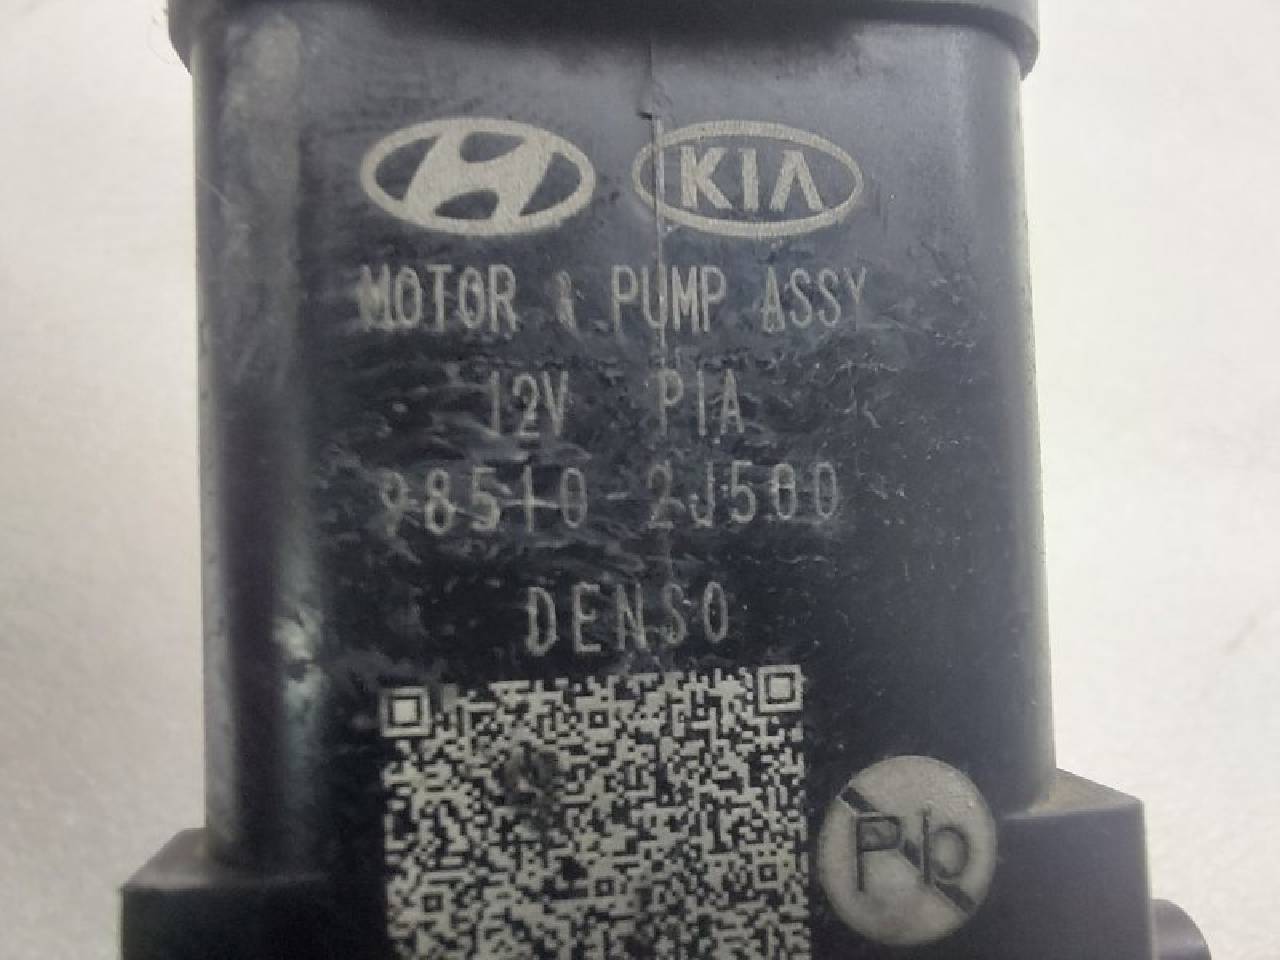 KIA
MOTOR & PUMP ASSY
12V PIA
98510-2J500
DENSO
Pb